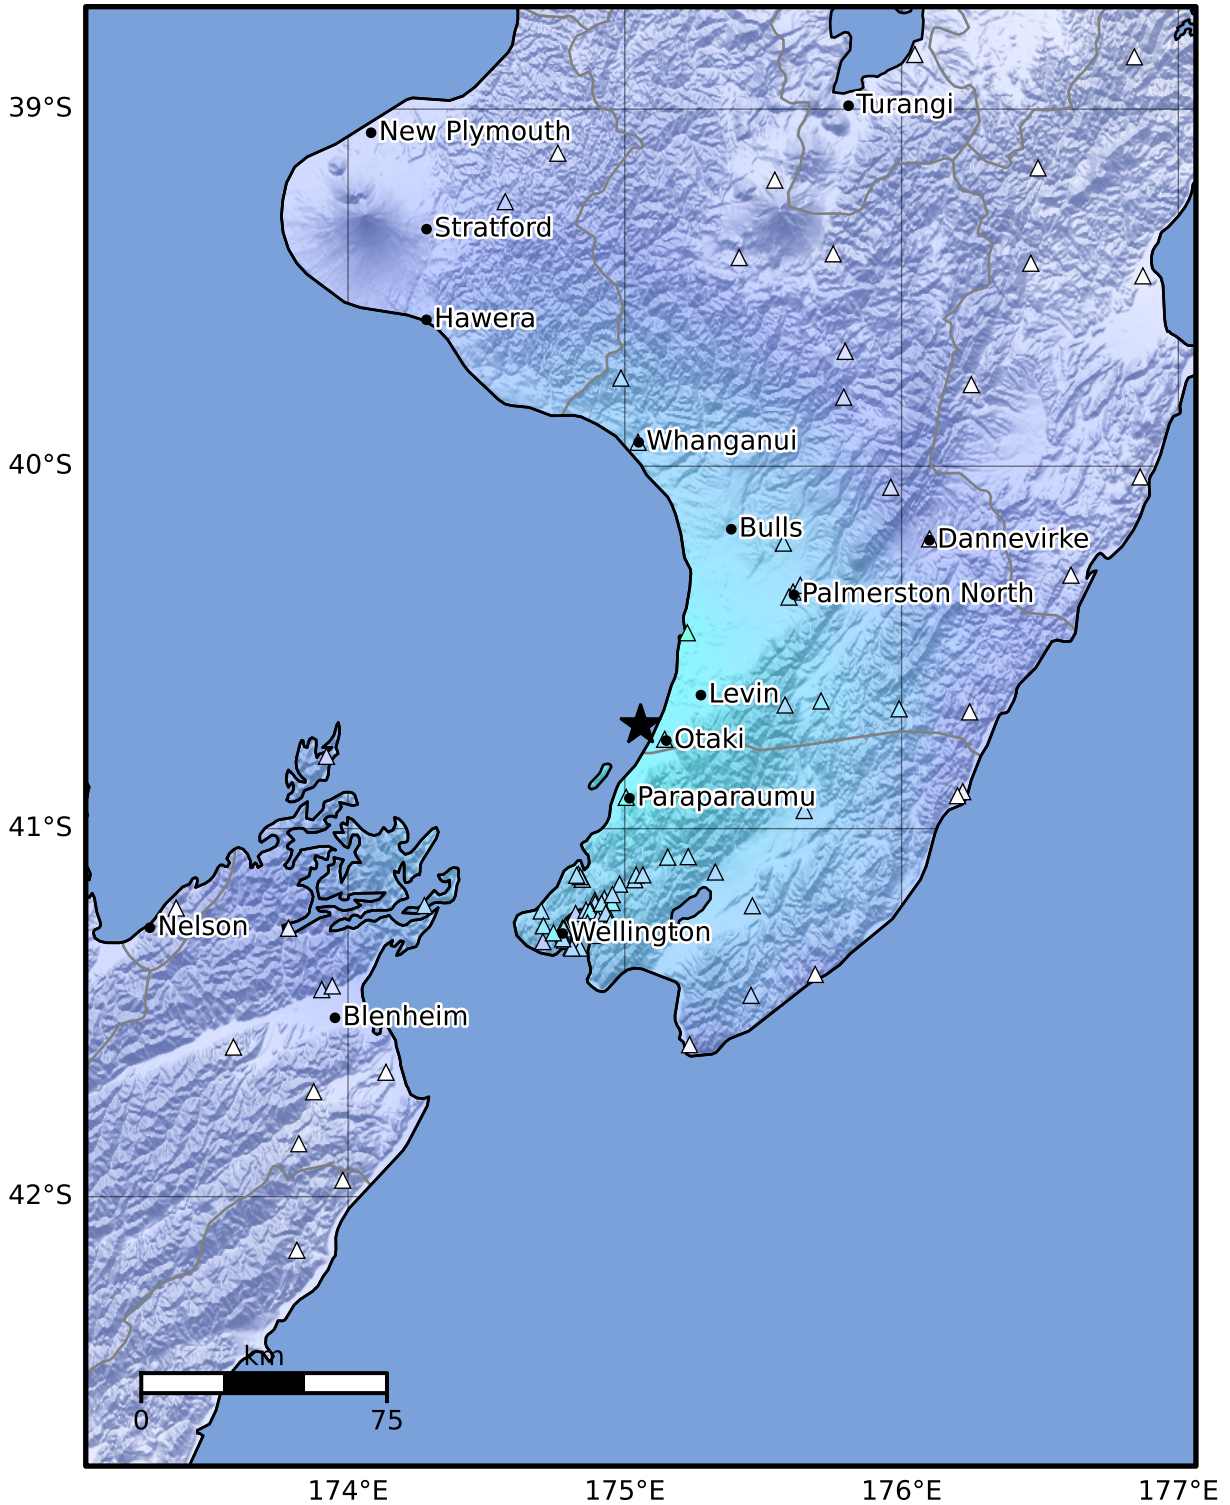 39°S
Turangi
New Plymouth
Stratford
Hawera
Whanganui
40°S
Bulls
Dannevirke
Palmerston North
Levin
Otaki
Paraparaumu
41°S
Nelson
Wellington
Blenheim
42°S
km
0
75
174°E
175°E
176°E
177°E